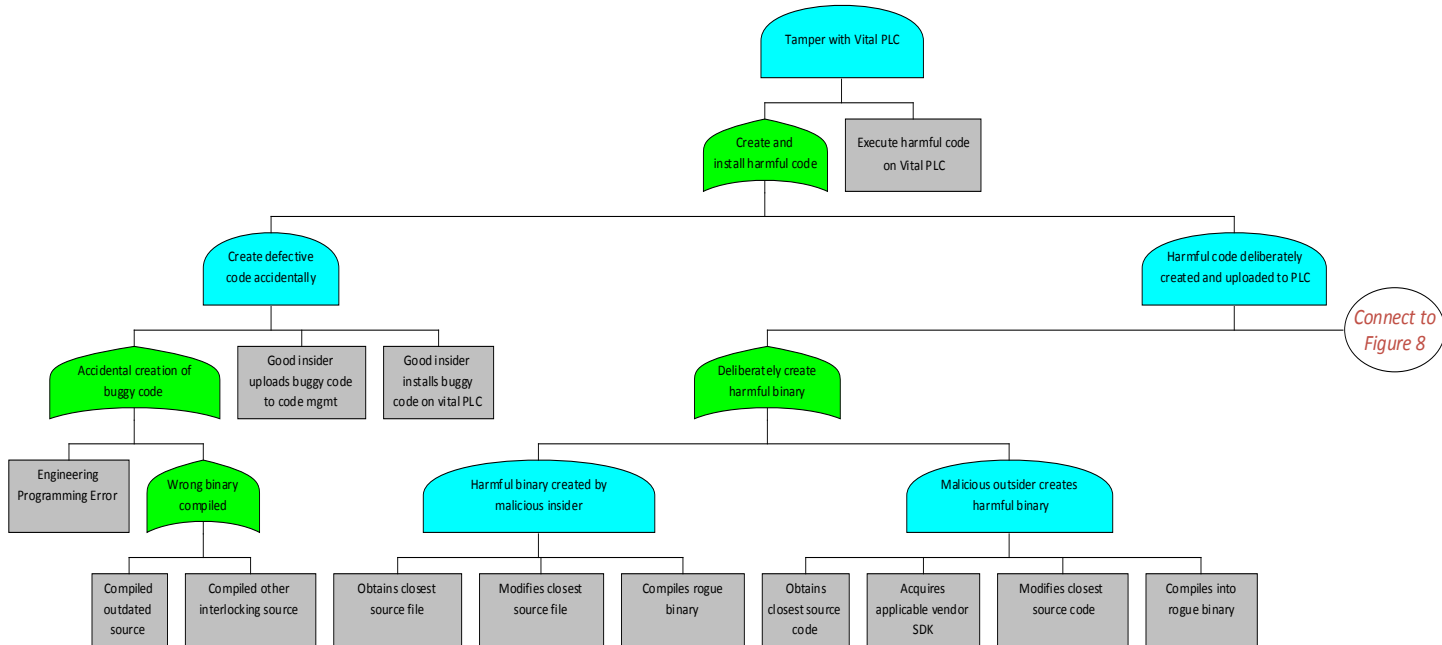 Tamper with Vital PLC
Create and
install harmful code
Execute harmful code
on Vital PLC
Create defective
code accidentally
Harmful code deliberately
created and uploaded to PLC
Connect to
Figure 8
Accidental creation of
buggy code
Good insider
uploads buggy code
to code mgmt
Good insider
installs buggy
code on vital PLC
Deliberately create
harmful binary
Engineering
Programming Error
Wrong binary
compiled
Harmful binary created by
malicious insider
Malicious outsider creates
harmful binary
Compiled
outdated
source
Compiled other
interlocking source
Obtains closest
source file
Modifies closest
source file
Compiles rogue
binary
Obtains
closest source
code
Acquires
applicable vendor
SDK
Modifies closest
source code
Compiles into
rogue binary